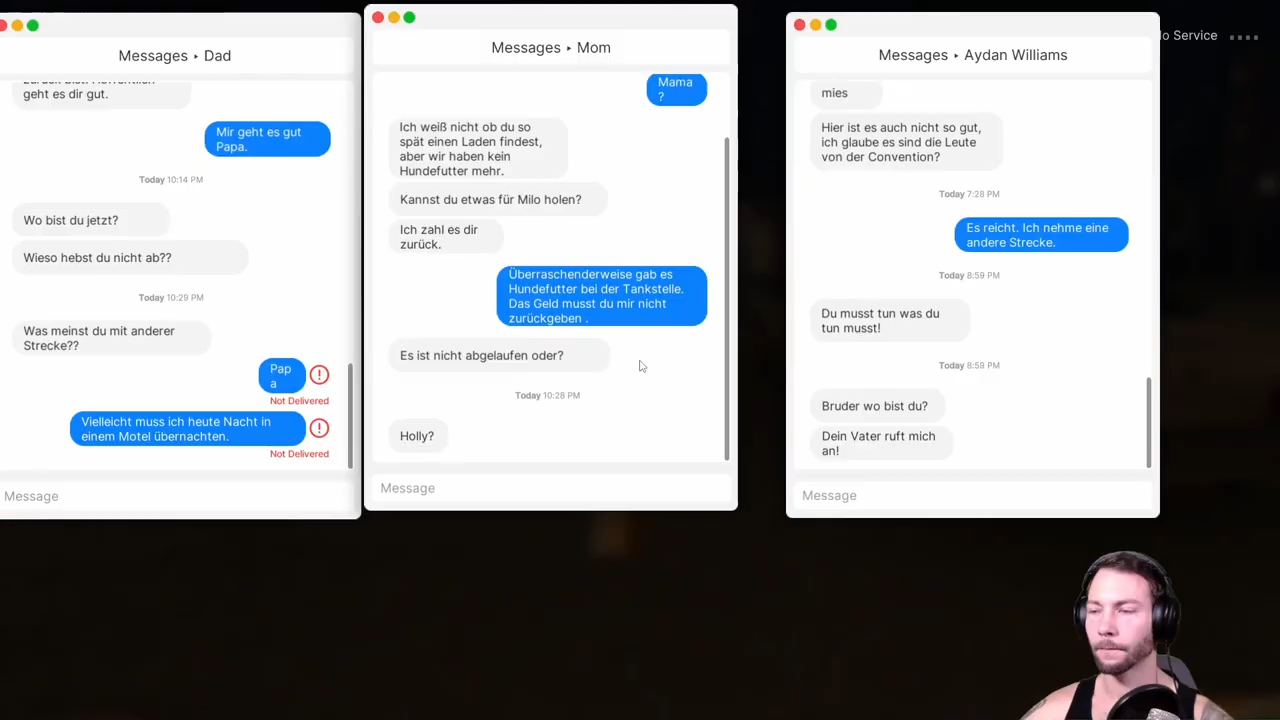 Messages ▸ Dad
geht es dir gut.
Mir geht es gut
Papa.
Today 10:14 PM
Wo bist du jetzt?
Wieso hebst du nicht ab??
Today 10:29 PM
Was meinst du mit anderer
Strecke??
Pap
a
Not Delivered
Vielleicht muss ich heute Nacht in
einem Motel übernachten.
Not Delivered
Message
Messages ▸ Mom
Mama
?
Ich weiß nicht ob du so
spät einen Laden findest,
aber wir haben kein
Hundefutter mehr.
Kannst du etwas für Milo holen?
Ich zahl es dir
zurück.
Überraschenderweise gab es
Hundefutter bei der Tankstelle.
Das Geld musst du mir nicht
zurückgeben .
Es ist nicht abgelaufen oder?
Today 10:28 PM
Holly?
Message
Messages ▸ Aydan Williams
mies
Hier ist es auch nicht so gut,
ich glaube es sind die Leute
von der Convention?
Today 7:28 PM
Es reicht. Ich nehme eine
andere Strecke.
Today 8:59 PM
Du musst tun was du
tun musst!
Today 8:59 PM
Bruder wo bist du?
Dein Vater ruft mich
an!
Message
Service